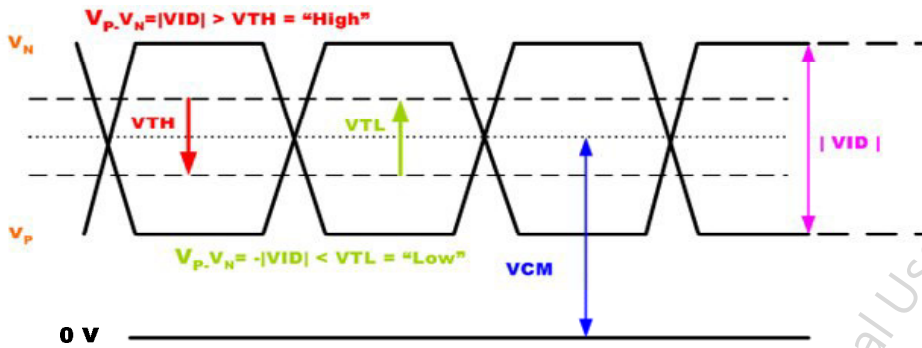 VP-VN=|VID| > VTH = “High”
VN
VTH
VTL
| VID |
VP
VP-VN= -|VID| < VTL = “Low”
VCM
0 V